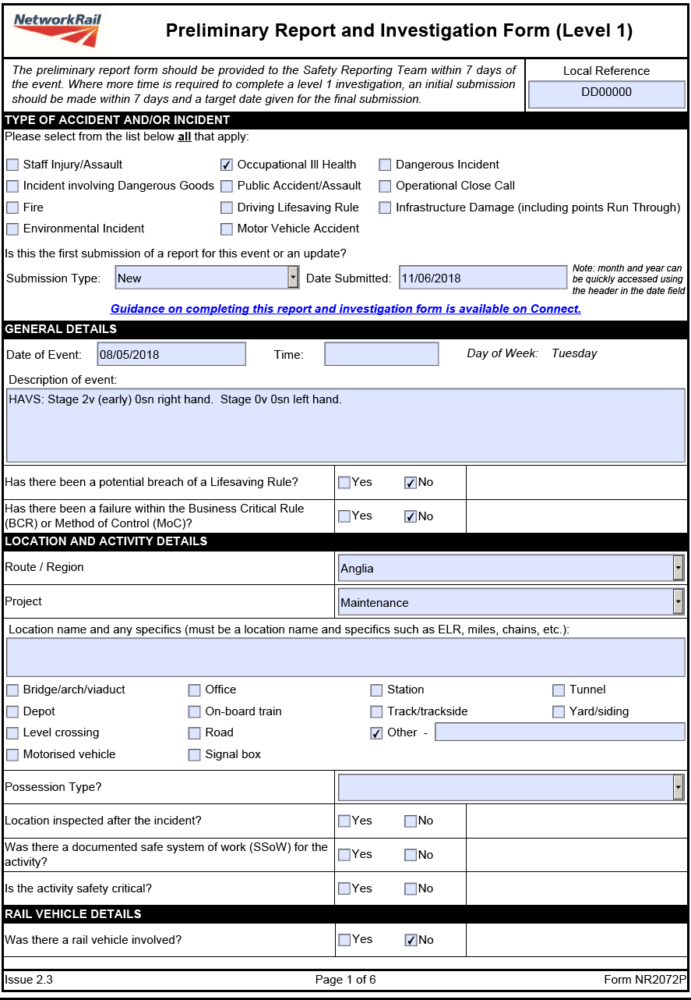 NetworkRail
Preliminary Report and Investigation Form (Level 1)
The preliminary report form should be provided to the Safety Reporting Team within 7 days of
the event. Where more time is required to complete a level 1 investigation, an initial submission
should be made within 7 days and a target date given for the final submission.
Local Reference
DD00000
TYPE OF ACCIDENT AND/OR INCIDENT
Please select from the list below all that apply:
Staff Injury/Assault Occupational Ill Health Dangerous Incident
Incident involving Dangerous Goods Public Accident/Assault Operational Close Call
Fire Driving Lifesaving Rule Infrastructure Damage (including points Run Through)
Environmental Incident Motor Vehicle Accident
Is this the first submission of a report for this event or an update?
Submission Type: New Date Submitted: 11/06/2018
Note: month and year can
be quickly accessed using
the header in the date field
Guidance on completing this report and investigation form is available on Connect.
GENERAL DETAILS
Date of Event: 08/05/2018 Time: Day of Week: Tuesday
Description of event:
HAVS: Stage 2v (early) 0sn right hand. Stage 0v 0sn left hand.
Has there been a potential breach of a Lifesaving Rule? Yes No
Has there been a failure within the Business Critical Rule
(BCR) or Method of Control (MoC)? Yes No
LOCATION AND ACTIVITY DETAILS
Route / Region Anglia
Project Maintenance
Location name and any specifics (must be a location name and specifics such as ELR, miles, chains, etc.):
Bridge/arch/viaduct Office Station Tunnel
Depot On-board train Track/trackside Yard/siding
Level crossing Road Other -
Motorised vehicle Signal box
Possession Type?
Location inspected after the incident? Yes No
Was there a documented safe system of work (SSoW) for the
activity? Yes No
Is the activity safety critical? Yes No
RAIL VEHICLE DETAILS
Was there a rail vehicle involved? Yes No
Issue 2.3 Page 1 of 6 Form NR2072P